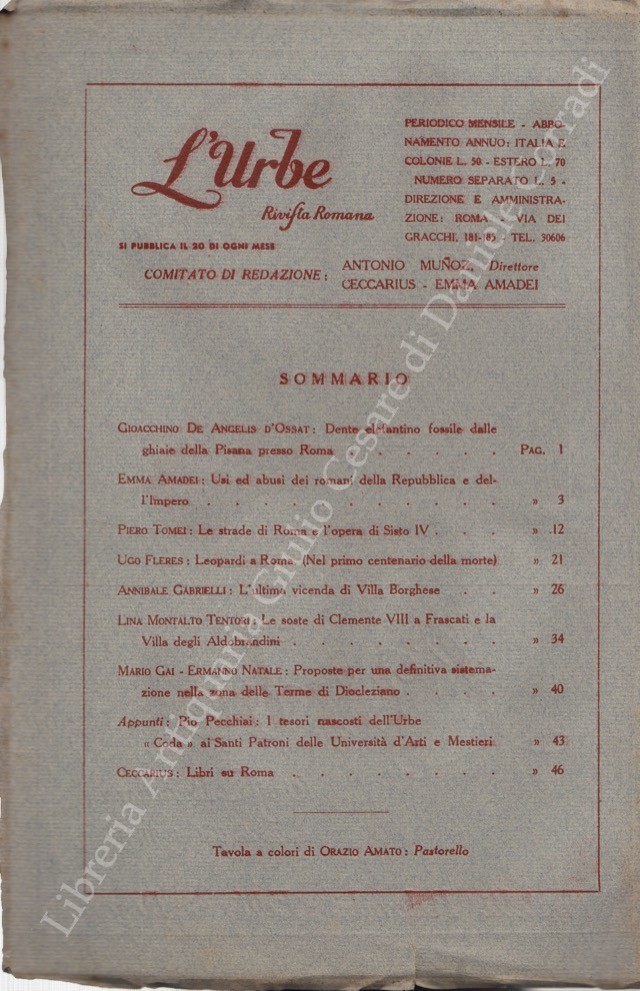 L'Urbe
Rivista Romana
SI PUBBLICA IL 20 DI OGNI MESE
PERIODICO MENSILE - ABBO-
NAMENTO ANNUO: ITALIA E
COLONIE L. 50 - ESTERO L. 70
NUMERO SEPARATO L. 5 -
DIREZIONE E AMMINISTRA-
ZIONE: ROMA - VIA DEI
GRACCHI, 181-185 - TEL. 30606
COMITATO DI REDAZIONE: ANTONIO MUÑOZ, Direttore
CECCARIUS - EMMA AMADEI
SOMMARIO
GIOACCHINO DE ANGELIS D'OSSAT: Dente elefantino fossile dalle
ghiaie della Pisana presso Roma . . . . . . PAG. 1
EMMA AMADEI: Usi ed abusi dei romani della Repubblica e del-
l'Impero . . . . . . . . . » 3
PIERO TOMEI: Le strade di Roma e l'opera di Sisto IV . . . » 12
UGO FLERES: Leopardi a Roma. (Nel primo centenario della morte) » 21
ANNIBALE GABRIELLI: L'ultima vicenda di Villa Borghese . . » 26
LINA MONTALTO TENTORI: Le soste di Clemente VIII a Frascati e la
Villa degli Aldobrandini . . . . . . . . » 34
MARIO GAI - ERMANNO NATALE: Proposte per una definitiva sistema-
zione nella zona delle Terme di Diocleziano . . . . » 40
Appunti: Pio Pecchiai: I tesori nascosti dell'Urbe
« Coda » ai Santi Patroni delle Università d'Arti e Mestieri » 43
CECCARIUS: Libri su Roma . . . . . . . . » 46
Tavola a colori di ORAZIO AMATO: Pastorello
Libreria Antiquaria Giulio Cesare di Daniele Corradi